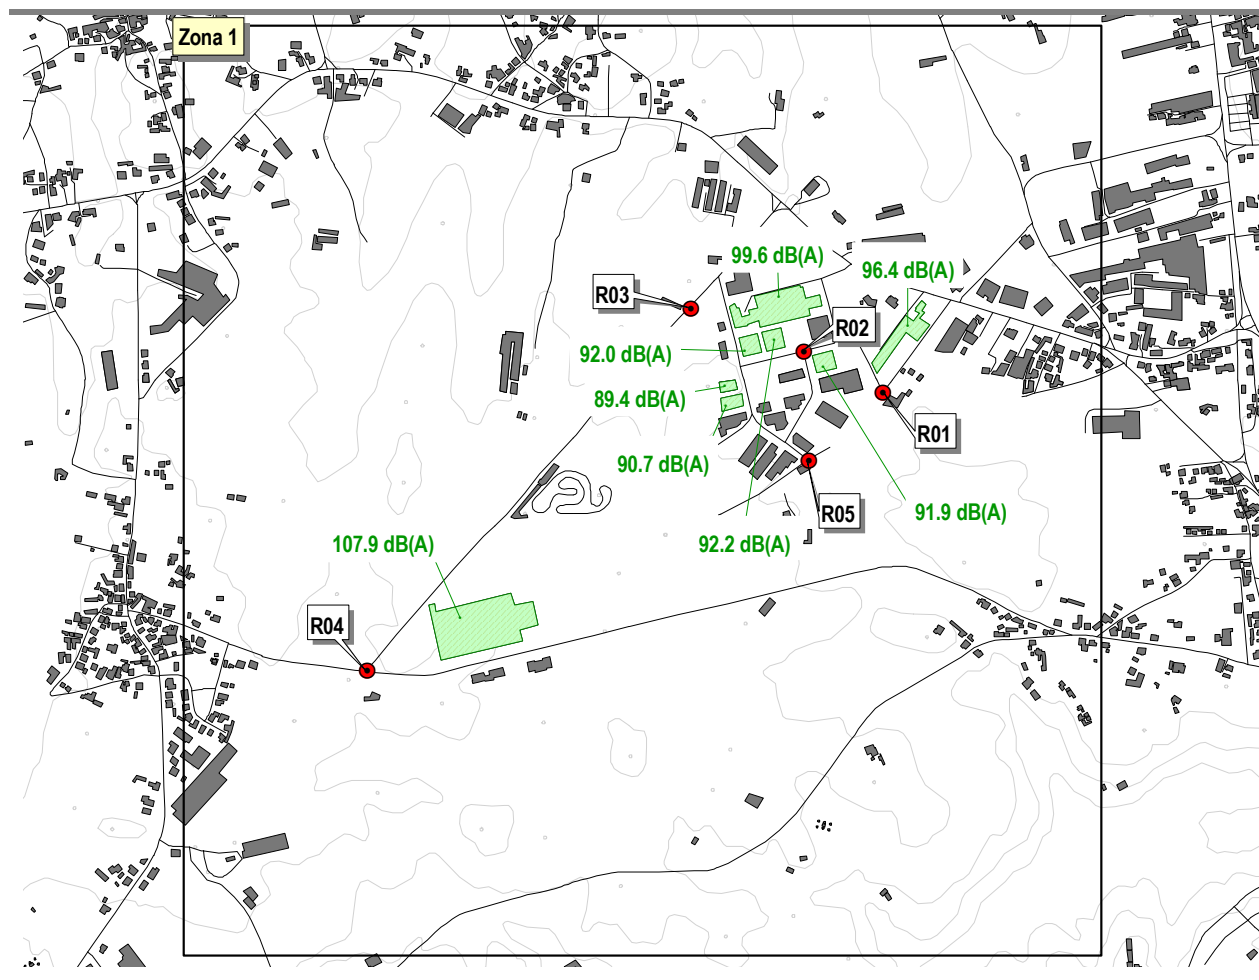 Zona 1
99.6 dB(A)
96.4 dB(A)
R03
R02
92.0 dB(A)
89.4 dB(A)
R01
90.7 dB(A)
R05
91.9 dB(A)
107.9 dB(A)
92.2 dB(A)
R04